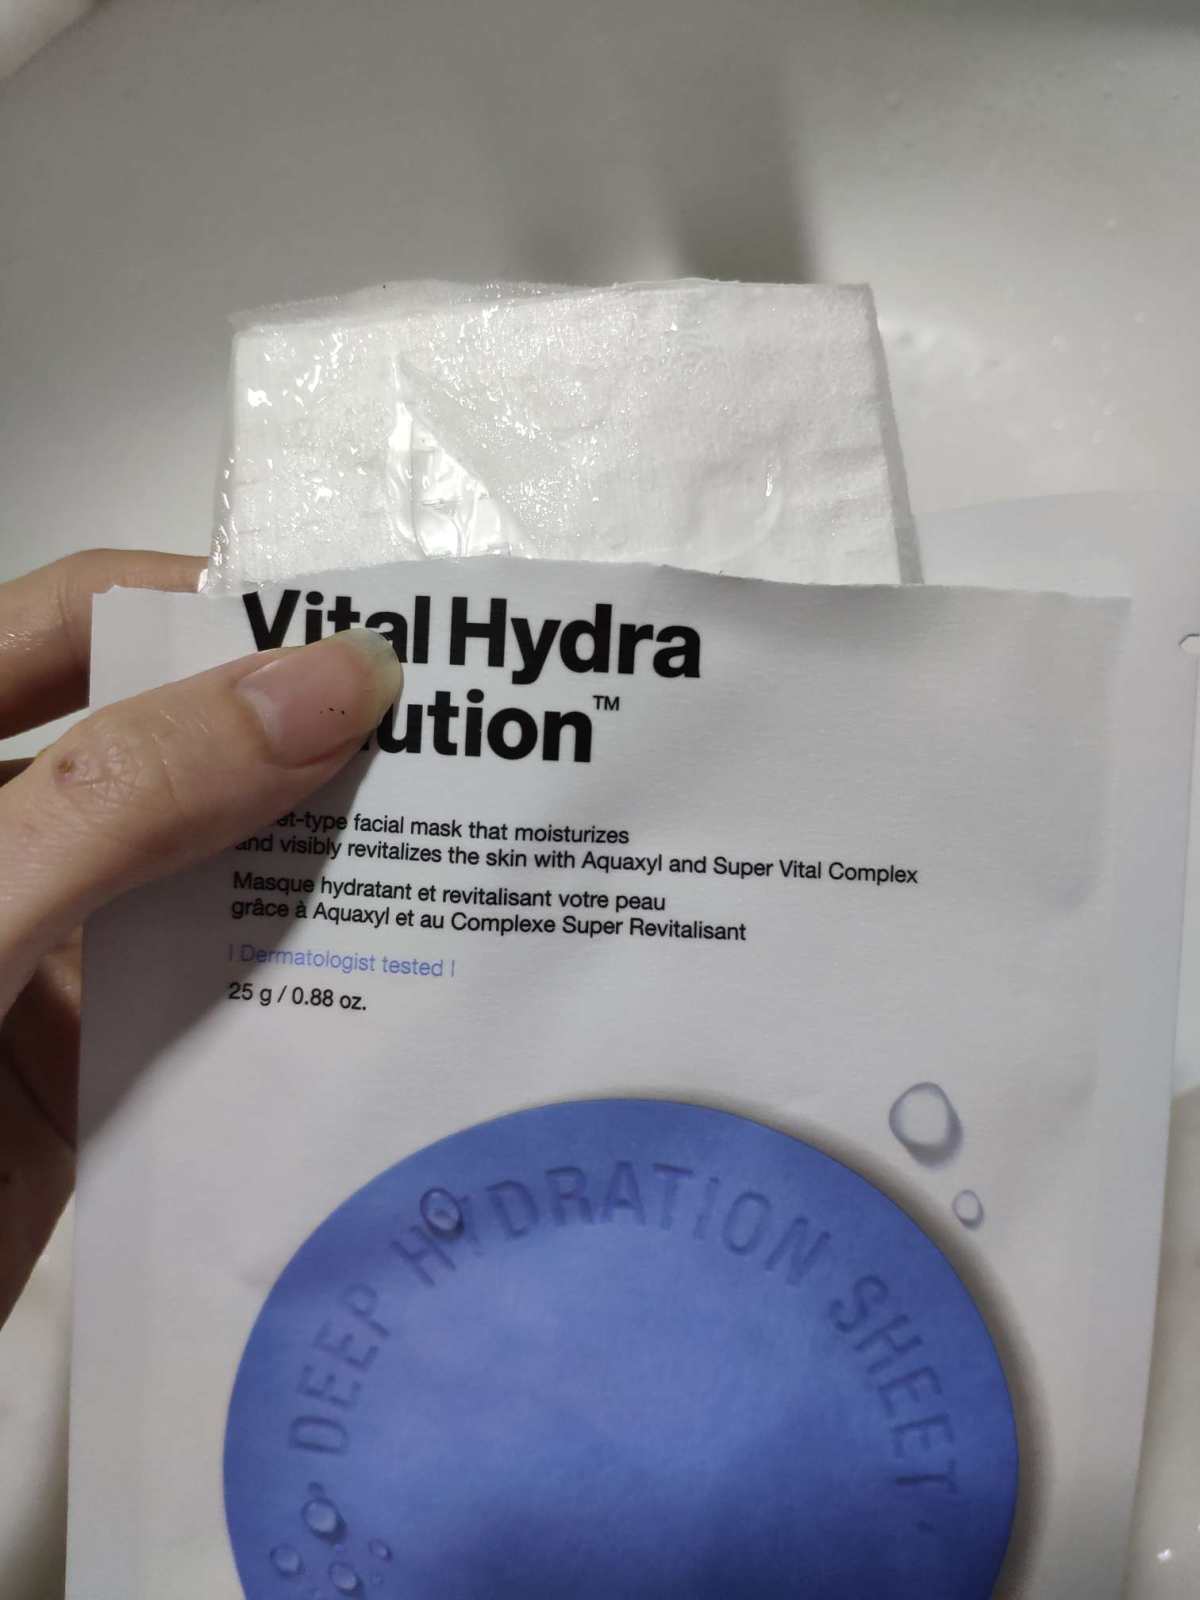 Vital Hydra
ution™
facial mask that moisturizes
and visibly revitalizes the skin with Aquaxyl and Super Vital Complex
Masque hydratant et revitalisant votre peau
grâce à Aquaxyl et au Complexe Super Revitalisant
| Dermatologist tested |
25 g / 0.88 oz.
DEEP HYDRATION SHEET